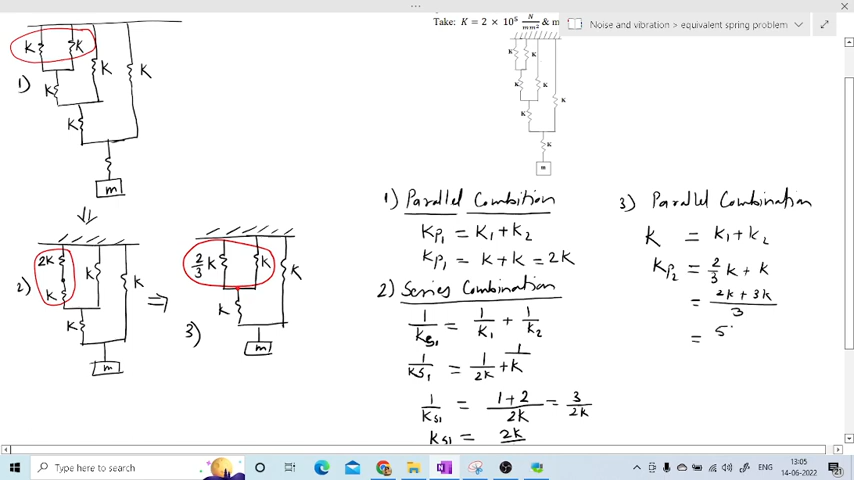 Take: K = 2 × 10⁵ N/mm² & m
Noise and vibration > equivalent spring problem
K
K
K
K
K
K
K
m
1)
K
K
K
K
K
K
m
⇓
2)
2K
K
K
K
K
m
⇒
3)
2/3 K
K
K
K
m
1) Parallel Combition
Kp₁ = K₁ + K₂
Kp₁ = K + K = 2K
2) Series Combination
1/Ks₁ = 1/K₁ + 1/K₂
1/Ks₁ = 1/2K + 1/K
1/Ks₁ = 1+2/2K = 3/2K
Ks₁ = 2K
3) Parallel Combination
K = K₁ + K₂
Kp₂ = 2/3 K + K
= 2K + 3K/3
= 5
Type here to search
ENG
13:05
14-06-2022
21